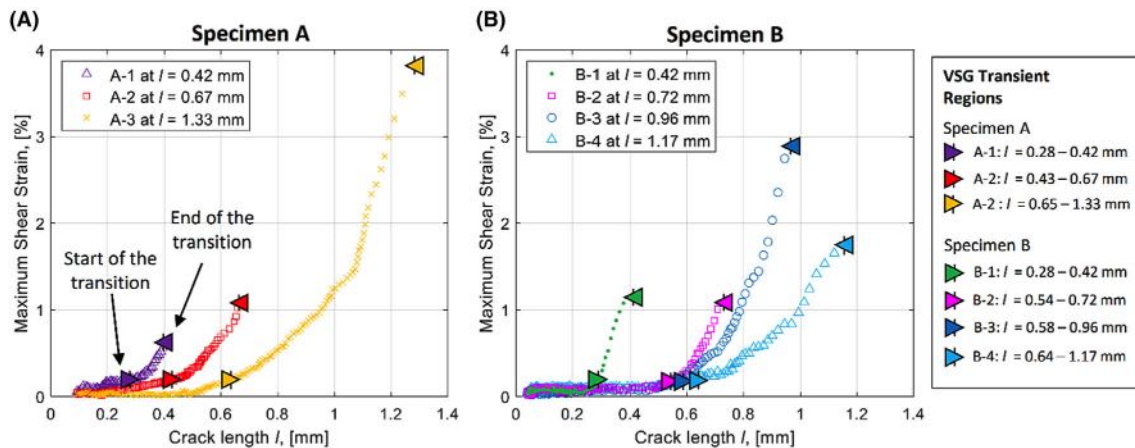 (A)
Specimen A
4
3
2
1
0
0
0.2
0.4
0.6
0.8
1
1.2
1.4
Maximum Shear Strain, [%]
Crack length l, [mm]
A-1 at l = 0.42 mm
A-2 at l = 0.67 mm
A-3 at l = 1.33 mm
Start of the
transition
End of the
transition
(B)
Specimen B
4
3
2
1
0
0
0.2
0.4
0.6
0.8
1
1.2
1.4
Maximum Shear Strain, [%]
Crack length l, [mm]
B-1 at l = 0.42 mm
B-2 at l = 0.72 mm
B-3 at l = 0.96 mm
B-4 at l = 1.17 mm
VSG Transient
Regions
Specimen A
A-1: l = 0.28 – 0.42 mm
A-2: l = 0.43 – 0.67 mm
A-2 : l = 0.65 – 1.33 mm
Specimen B
B-1: l = 0.28 – 0.42 mm
B-2: l = 0.54 – 0.72 mm
B-3: l = 0.58 – 0.96 mm
B-4: l = 0.64 – 1.17 mm